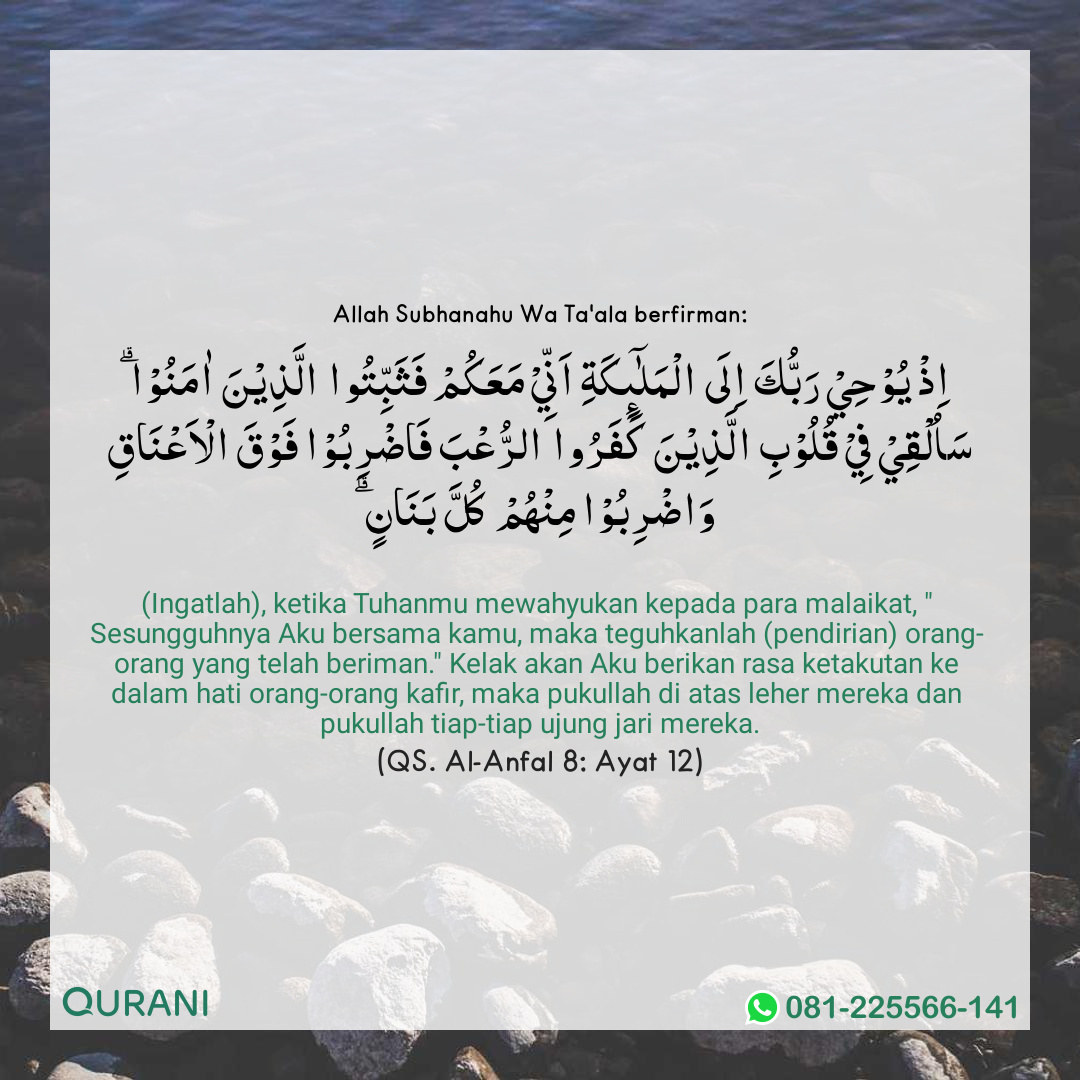 Allah Subhanahu Wa Ta'ala berfirman:
اِذْ يُوْحِيْ رَبُّكَ اِلَى الْمَلٰٓىِٕكَةِ اَنِّيْ مَعَكُمْ فَثَبِّتُوا الَّذِيْنَ اٰمَنُوْاۗ
سَاُلْقِيْ فِيْ قُلُوْبِ الَّذِيْنَ كَفَرُوا الرُّعْبَ فَاضْرِبُوْا فَوْقَ الْاَعْنَاقِ
وَاضْرِبُوْا مِنْهُمْ كُلَّ بَنَانٍۗ
(Ingatlah), ketika Tuhanmu mewahyukan kepada para malaikat, "
Sesungguhnya Aku bersama kamu, maka teguhkanlah (pendirian) orang-
orang yang telah beriman." Kelak akan Aku berikan rasa ketakutan ke
dalam hati orang-orang kafir, maka pukullah di atas leher mereka dan
pukullah tiap-tiap ujung jari mereka.
(QS. Al-Anfal 8: Ayat 12)
QURANI
081-225566-141